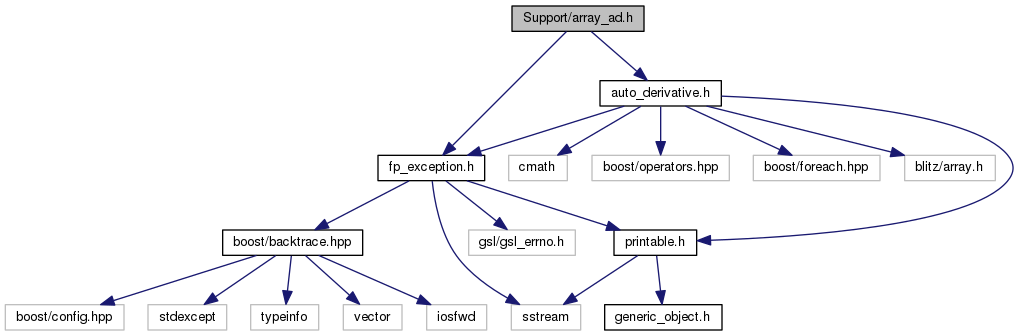 Support/array_ad.h
auto_derivative.h
fp_exception.h
cmath
boost/operators.hpp
boost/foreach.hpp
blitz/array.h
boost/backtrace.hpp
gsl/gsl_errno.h
printable.h
boost/config.hpp
stdexcept
typeinfo
vector
iosfwd
sstream
generic_object.h